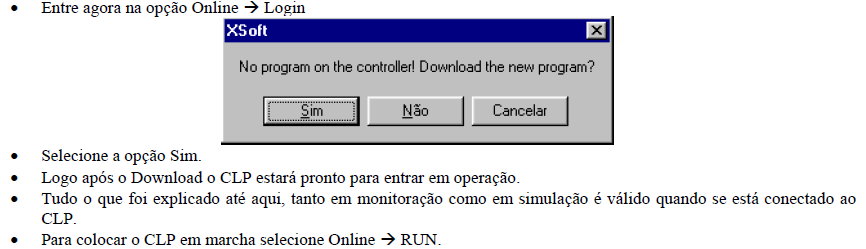 • Entre agora na opção Online → Login
XSoft
No program on the controller! Download the new program?
Sim Não Cancelar
• Selecione a opção Sim.
• Logo após o Download o CLP estará pronto para entrar em operação.
• Tudo o que foi explicado até aqui, tanto em monitoração como em simulação é válido quando se está conectado ao
CLP.
• Para colocar o CLP em marcha selecione Online → RUN.